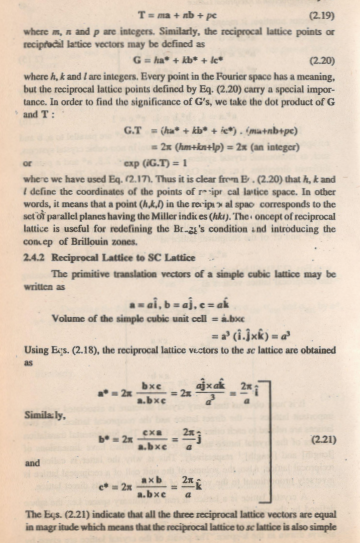 T = ma + nb + pc (2.19)
where m, n and p are integers. Similarly, the reciprocal lattice points or
reciprocal lattice vectors may be defined as
G = ha* + kb* + lc* (2.20)
where h, k and l are integers. Every point in the Fourier space has a meaning,
but the reciprocal lattice points defined by Eq. (2.20) carry a special impor-
tance. In order to find the significance of G's, we take the dot product of G
and T :
G.T = (ha* + kb* + lc*) . (ma+nb+pc)
= 2π (hm+kn+lp) = 2π (an integer)
or exp (iG.T) = 1
where we have used Eq. (2.17). Thus it is clear from Eq. (2.20) that h, k and
l define the coordinates of the points of reciprocal lattice space. In other
words, it means that a point (h,k,l) in the reciprocal space corresponds to the
set of parallel planes having the Miller indices (hkl). The concept of reciprocal
lattice is useful for redefining the Bragg's condition and introducing the
concept of Brillouin zones.
2.4.2 Reciprocal Lattice to SC Lattice
The primitive translation vectors of a simple cubic lattice may be
written as
a = aî, b = aĵ, c = ak̂
Volume of the simple cubic unit cell = a.b×c
= a³ (î.ĵ×k̂) = a³
Using Eqs. (2.18), the reciprocal lattice vectors to the sc lattice are obtained
as
a* = 2π b×c / a.b×c = 2π aĵ×ak̂ / a³ = 2π/a î
Similarly,
b* = 2π c×a / a.b×c = 2π/a ĵ (2.21)
and
c* = 2π a×b / a.b×c = 2π/a k̂
The Eqs. (2.21) indicate that all the three reciprocal lattice vectors are equal
in magnitude which means that the reciprocal lattice to sc lattice is also simple